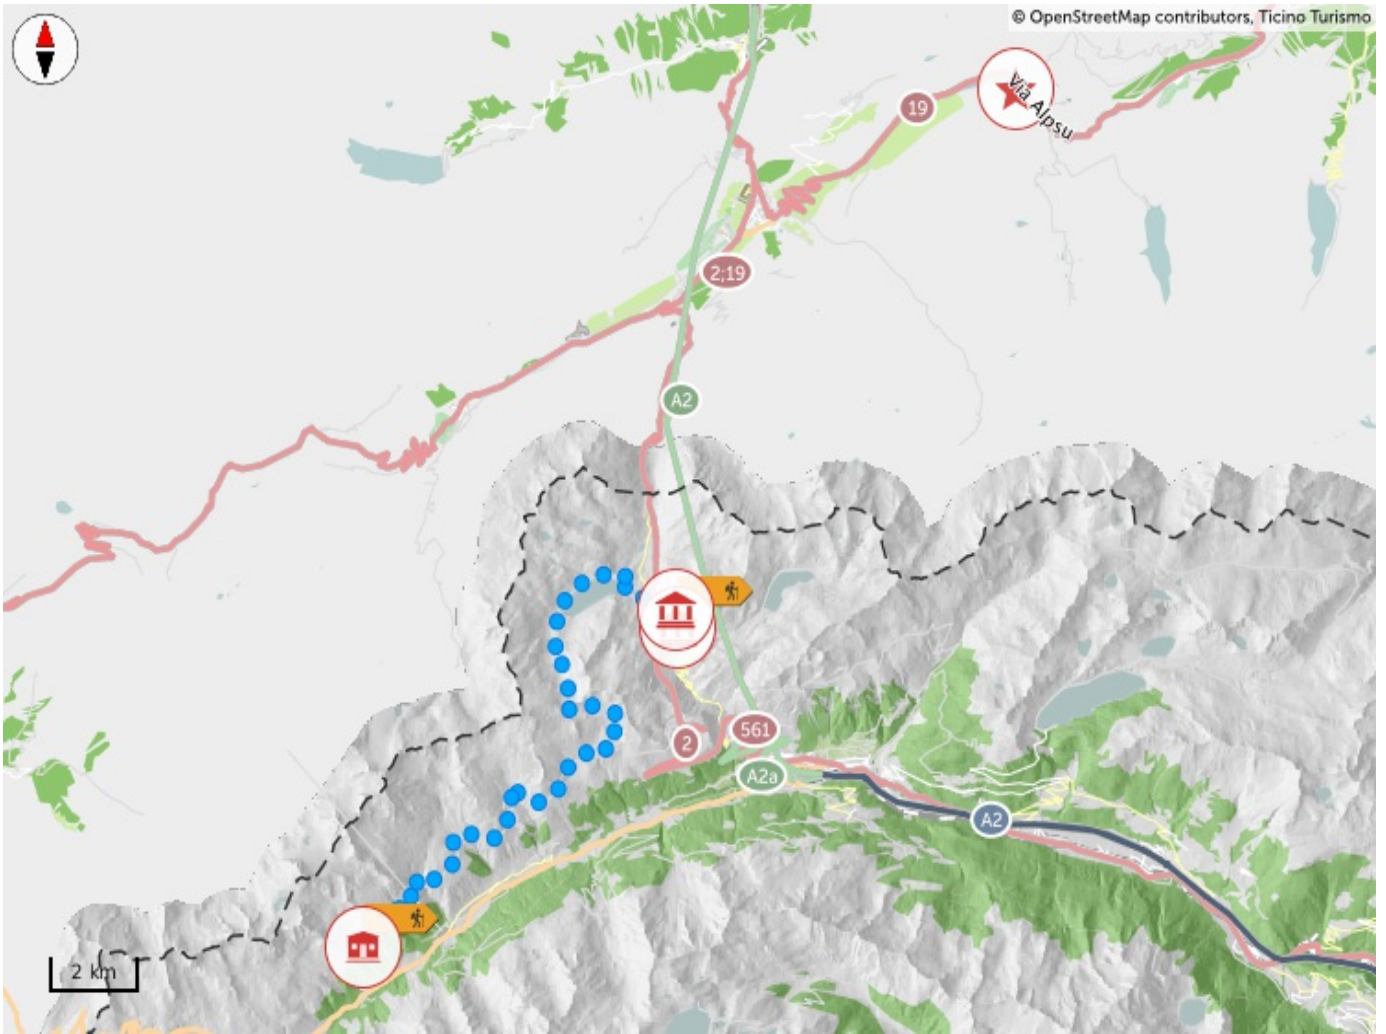 © OpenStreetMap contributors, Ticino Turismo
Via Alpsu
19
2;19
A2
561
2
A2a
A2
2 km